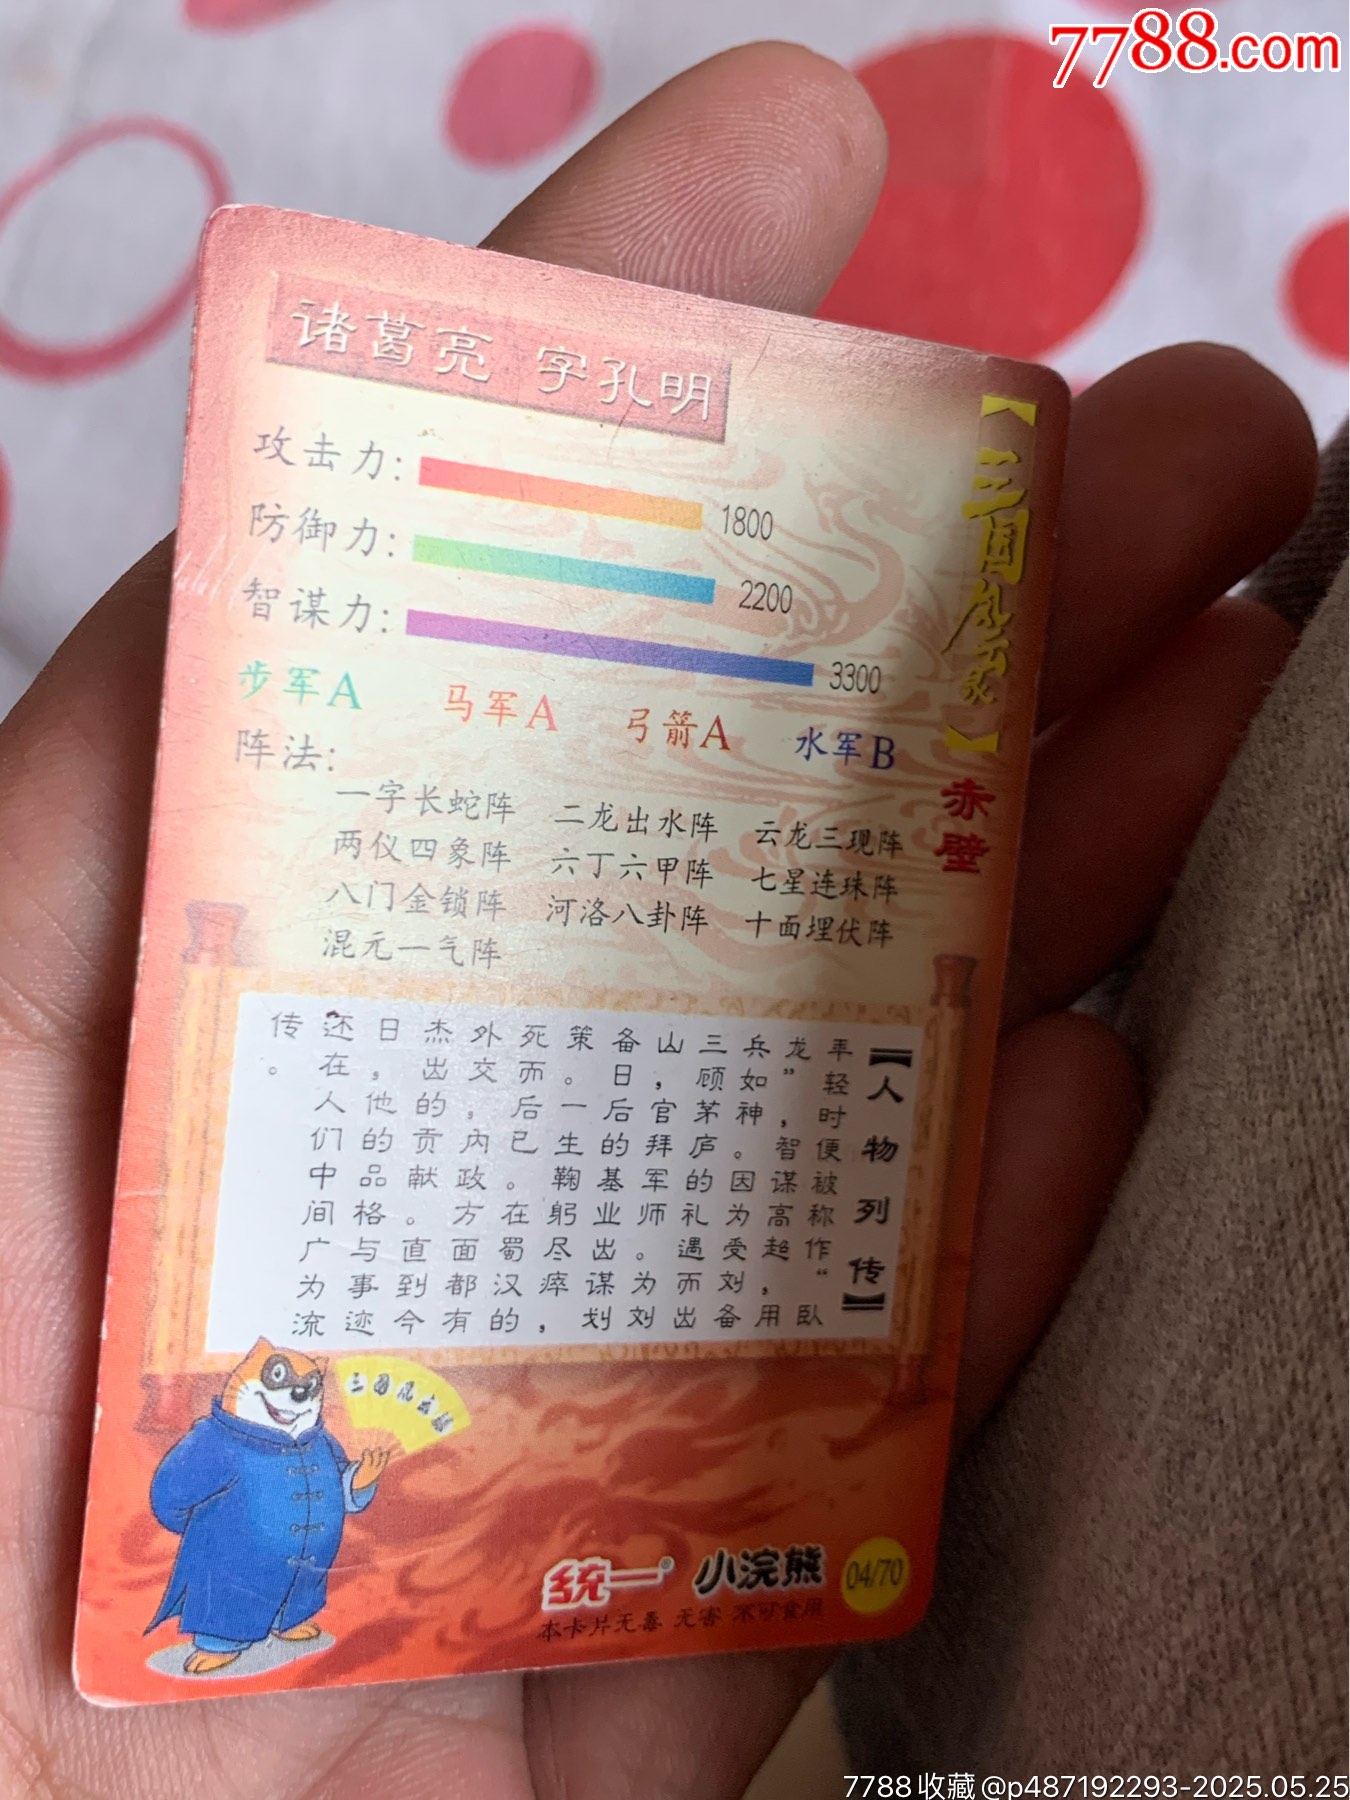 诸葛亮 字孔明
攻击力: 1800
防御力: 2200
智谋力: 3300
步军A 马军A 弓箭A 水军B
阵法:
一字长蛇阵 二龙出水阵 云龙三现阵
两仪四象阵 六丁六甲阵 七星连珠阵
八门金锁阵 河洛八卦阵 十面埋伏阵
混元一气阵
【三国风云录】赤壁
【人物列传】
年轻时便被称作“卧
龙”,智谋高超,用
兵如神。因为受刘备
三顾茅庐的礼遇而出
山,官拜军师。为刘
备日后的基业出谋划
策。后一生鞠躬尽瘁,
死而后已。在蜀汉的
外交,内政方面都有
杰出的贡献。直到今
日,他的品格与事迹
还在人们中间广为流
传。
三国风云录
统一® 小浣熊 04/70
本卡片无毒 无害 不可食用
7788.com
7788收藏@p487192293-2025.05.25